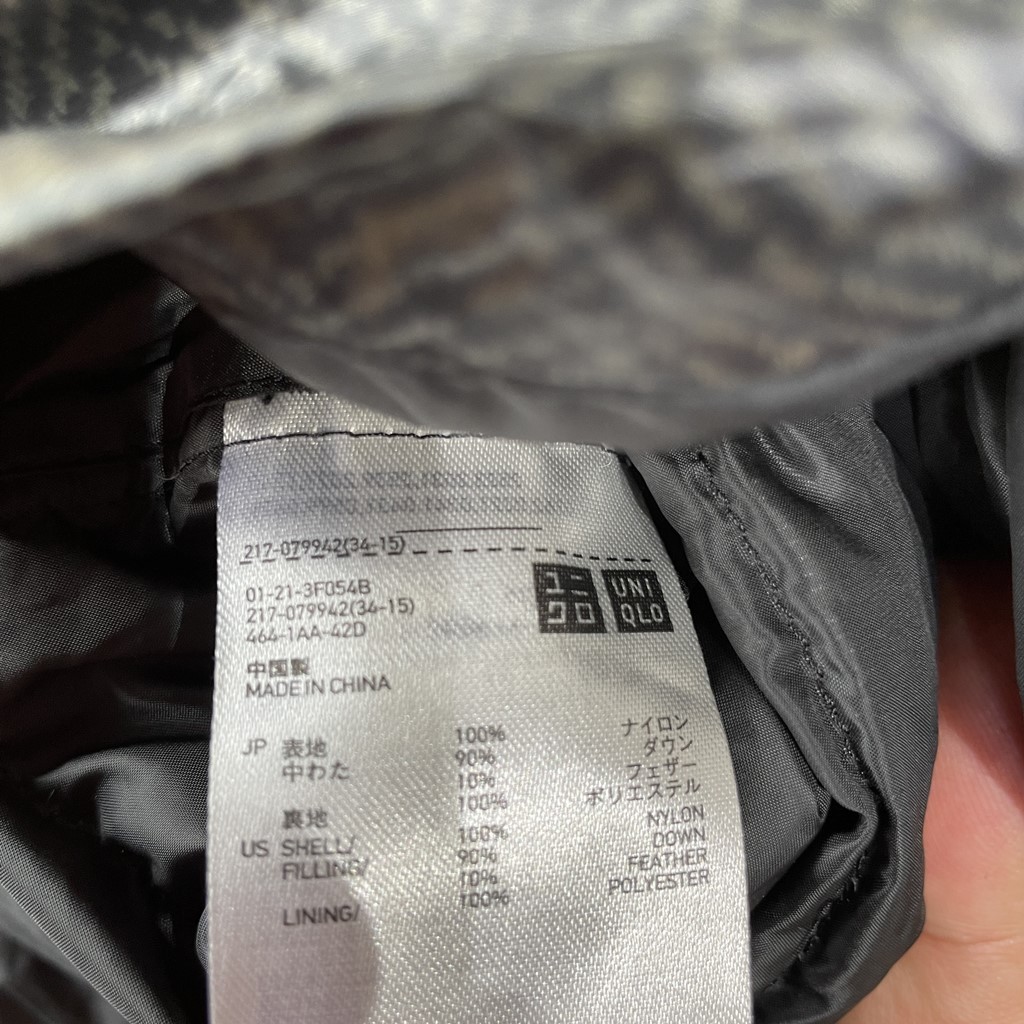 217-079942(34-15)
01-21-3F054B
217-079942(34-15)
464-1AA-42D
ユニ
クロ
UNI
QLO
中国製
MADE IN CHINA
JP 表地 100% ナイロン
中わた 90% ダウン
10% フェザー
裏地 100% ポリエステル
US SHELL/ 100% NYLON
FILLING/ 90% DOWN
10% FEATHER
LINING/ 100% POLYESTER